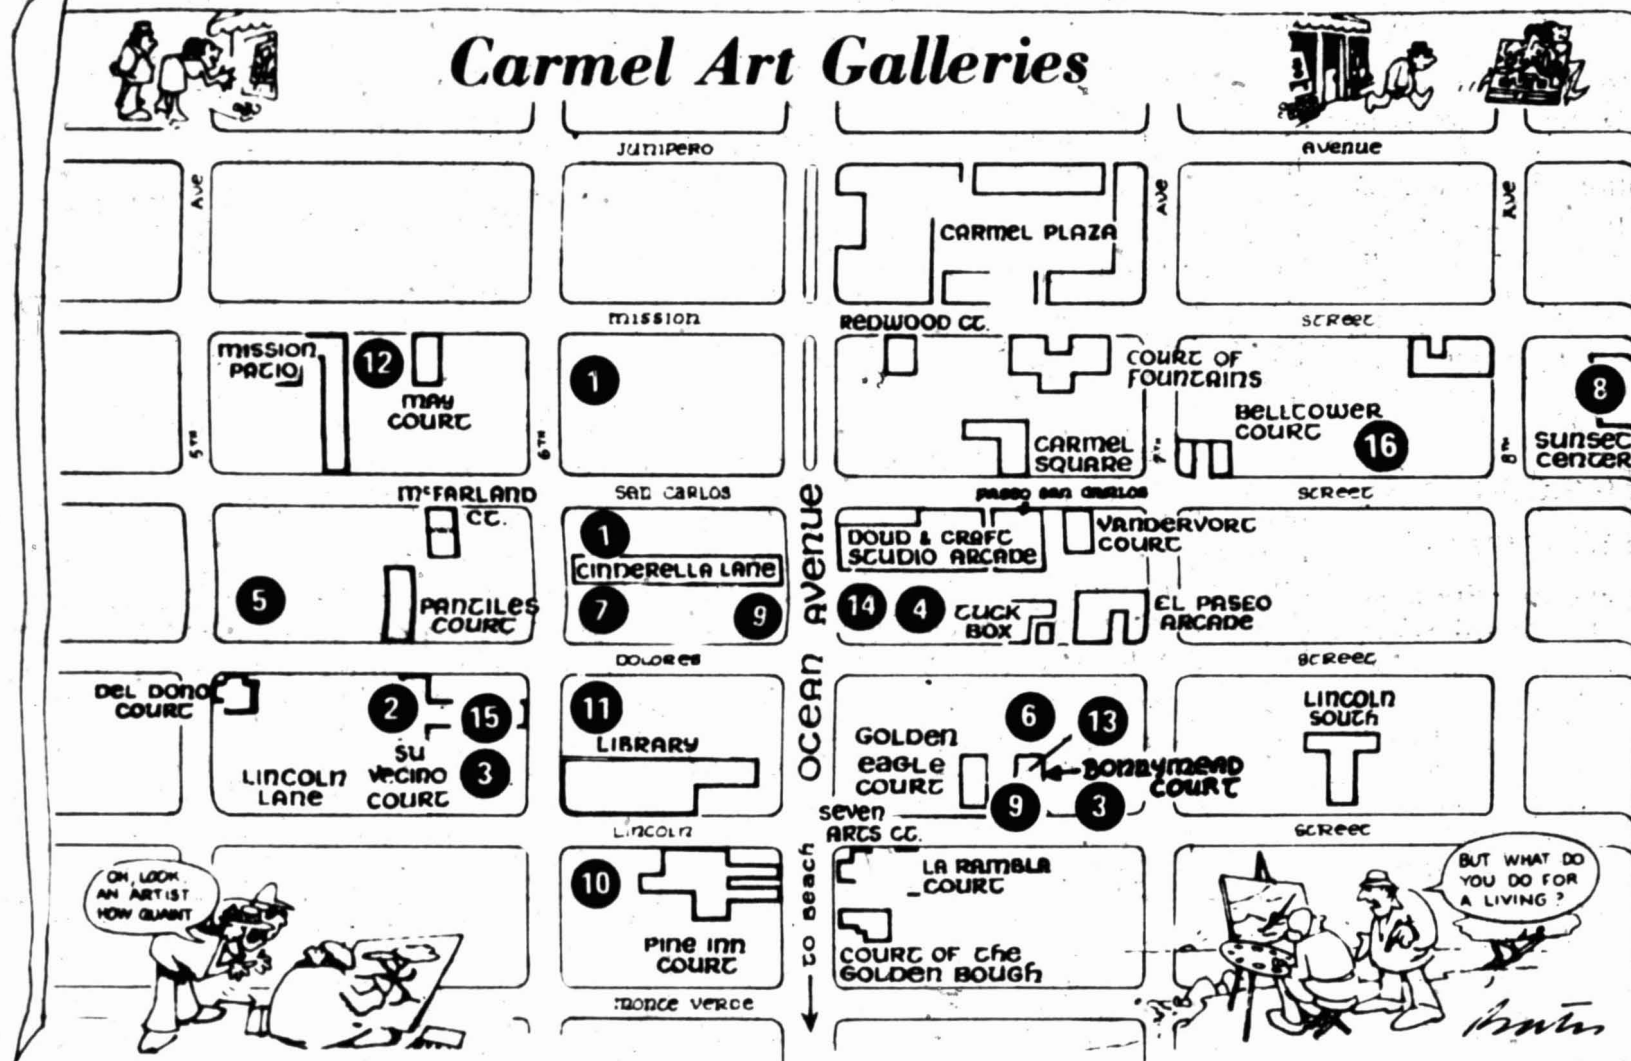 Carmel Art Galleries
JUNIPERO
AVENUE
AVE
AVE
AVE
CARMEL PLAZA
MISSION
REDWOOD CT.
STREET
MISSION
PATIO
12
MAY
COURT
1
COURT OF
FOUNTAINS
BELLTOWER
COURT
16
8
SUNSET
CENTER
CARMEL
SQUARE
5TH
6TH
7TH
8TH
McFARLAND
CT.
SAN CARLOS
PASEO SAN CARLOS
STREET
1
CINDERELLA LANE
DOUD & CRAFT
STUDIO ARCADE
VANDERVORT
COURT
5
PANTILES
COURT
7
9
14
4
TUCK
BOX
EL PASEO
ARCADE
OCEAN AVENUE
DOLORES
STREET
DEL DONO
COURT
2
15
11
6
13
LINCOLN
SOUTH
LIBRARY
GOLDEN
EAGLE
COURT
BONNYMEAD
COURT
LINCOLN
LANE
SU
VECINO
COURT
3
9
3
SEVEN
ARTS CT.
LINCOLN
STREET
10
PINE INN
COURT
TO BEACH
LA RAMBLA
COURT
COURT OF THE
GOLDEN BOUGH
MONTE VERDE
OH, LOOK
AN ARTIST
HOW QUAINT
BUT WHAT DO
YOU DO FOR
A LIVING?